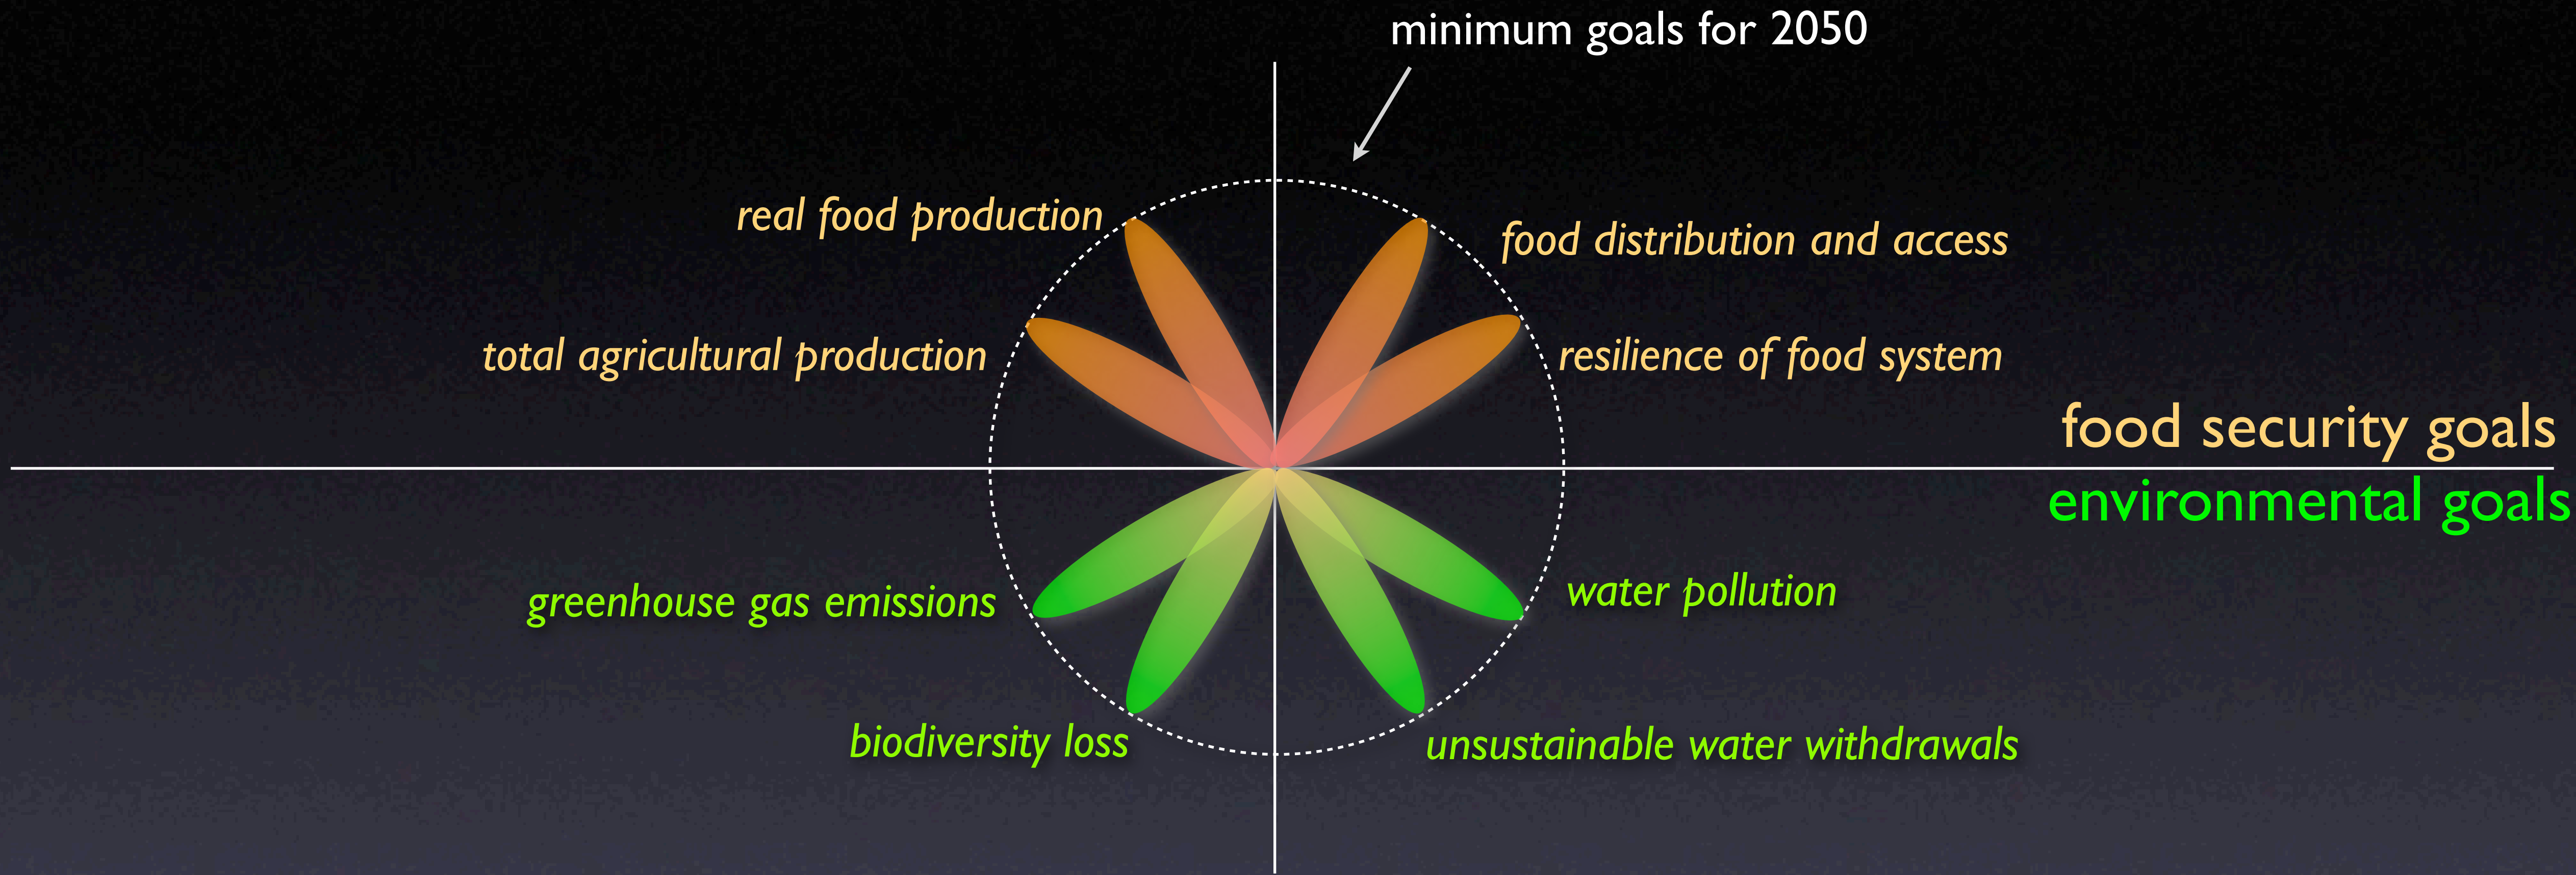 minimum goals for 2050
real food production
food distribution and access
total agricultural production
resilience of food system
food security goals
environmental goals
greenhouse gas emissions
water pollution
biodiversity loss
unsustainable water withdrawals